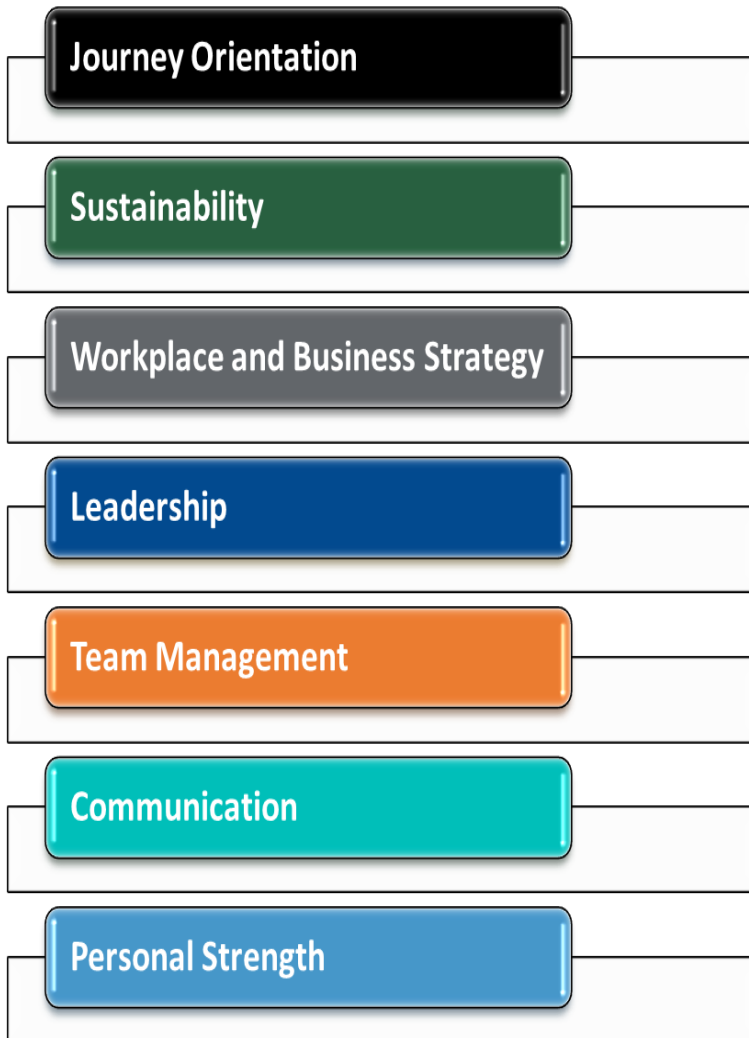 Journey Orientation
Sustainability
Workplace and Business Strategy
Leadership
Team Management
Communication
Personal Strength